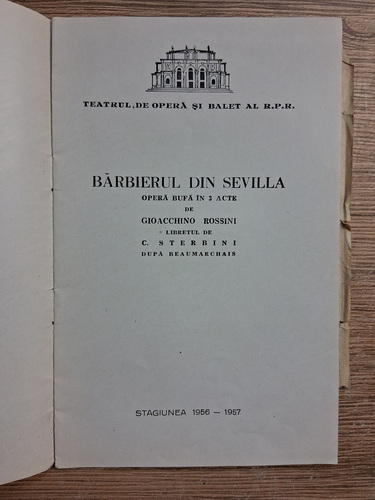 TEATRUL DE OPERĂ ȘI BALET AL R.P.R.
BĂRBIERUL DIN SEVILLA
OPERĂ BUFĂ ÎN 3 ACTE
DE
GIOACCHINO ROSSINI
LIBRETUL DE
C. STERBINI
DUPĂ BEAUMARCHAIS
STAGIUNEA 1956 — 1957